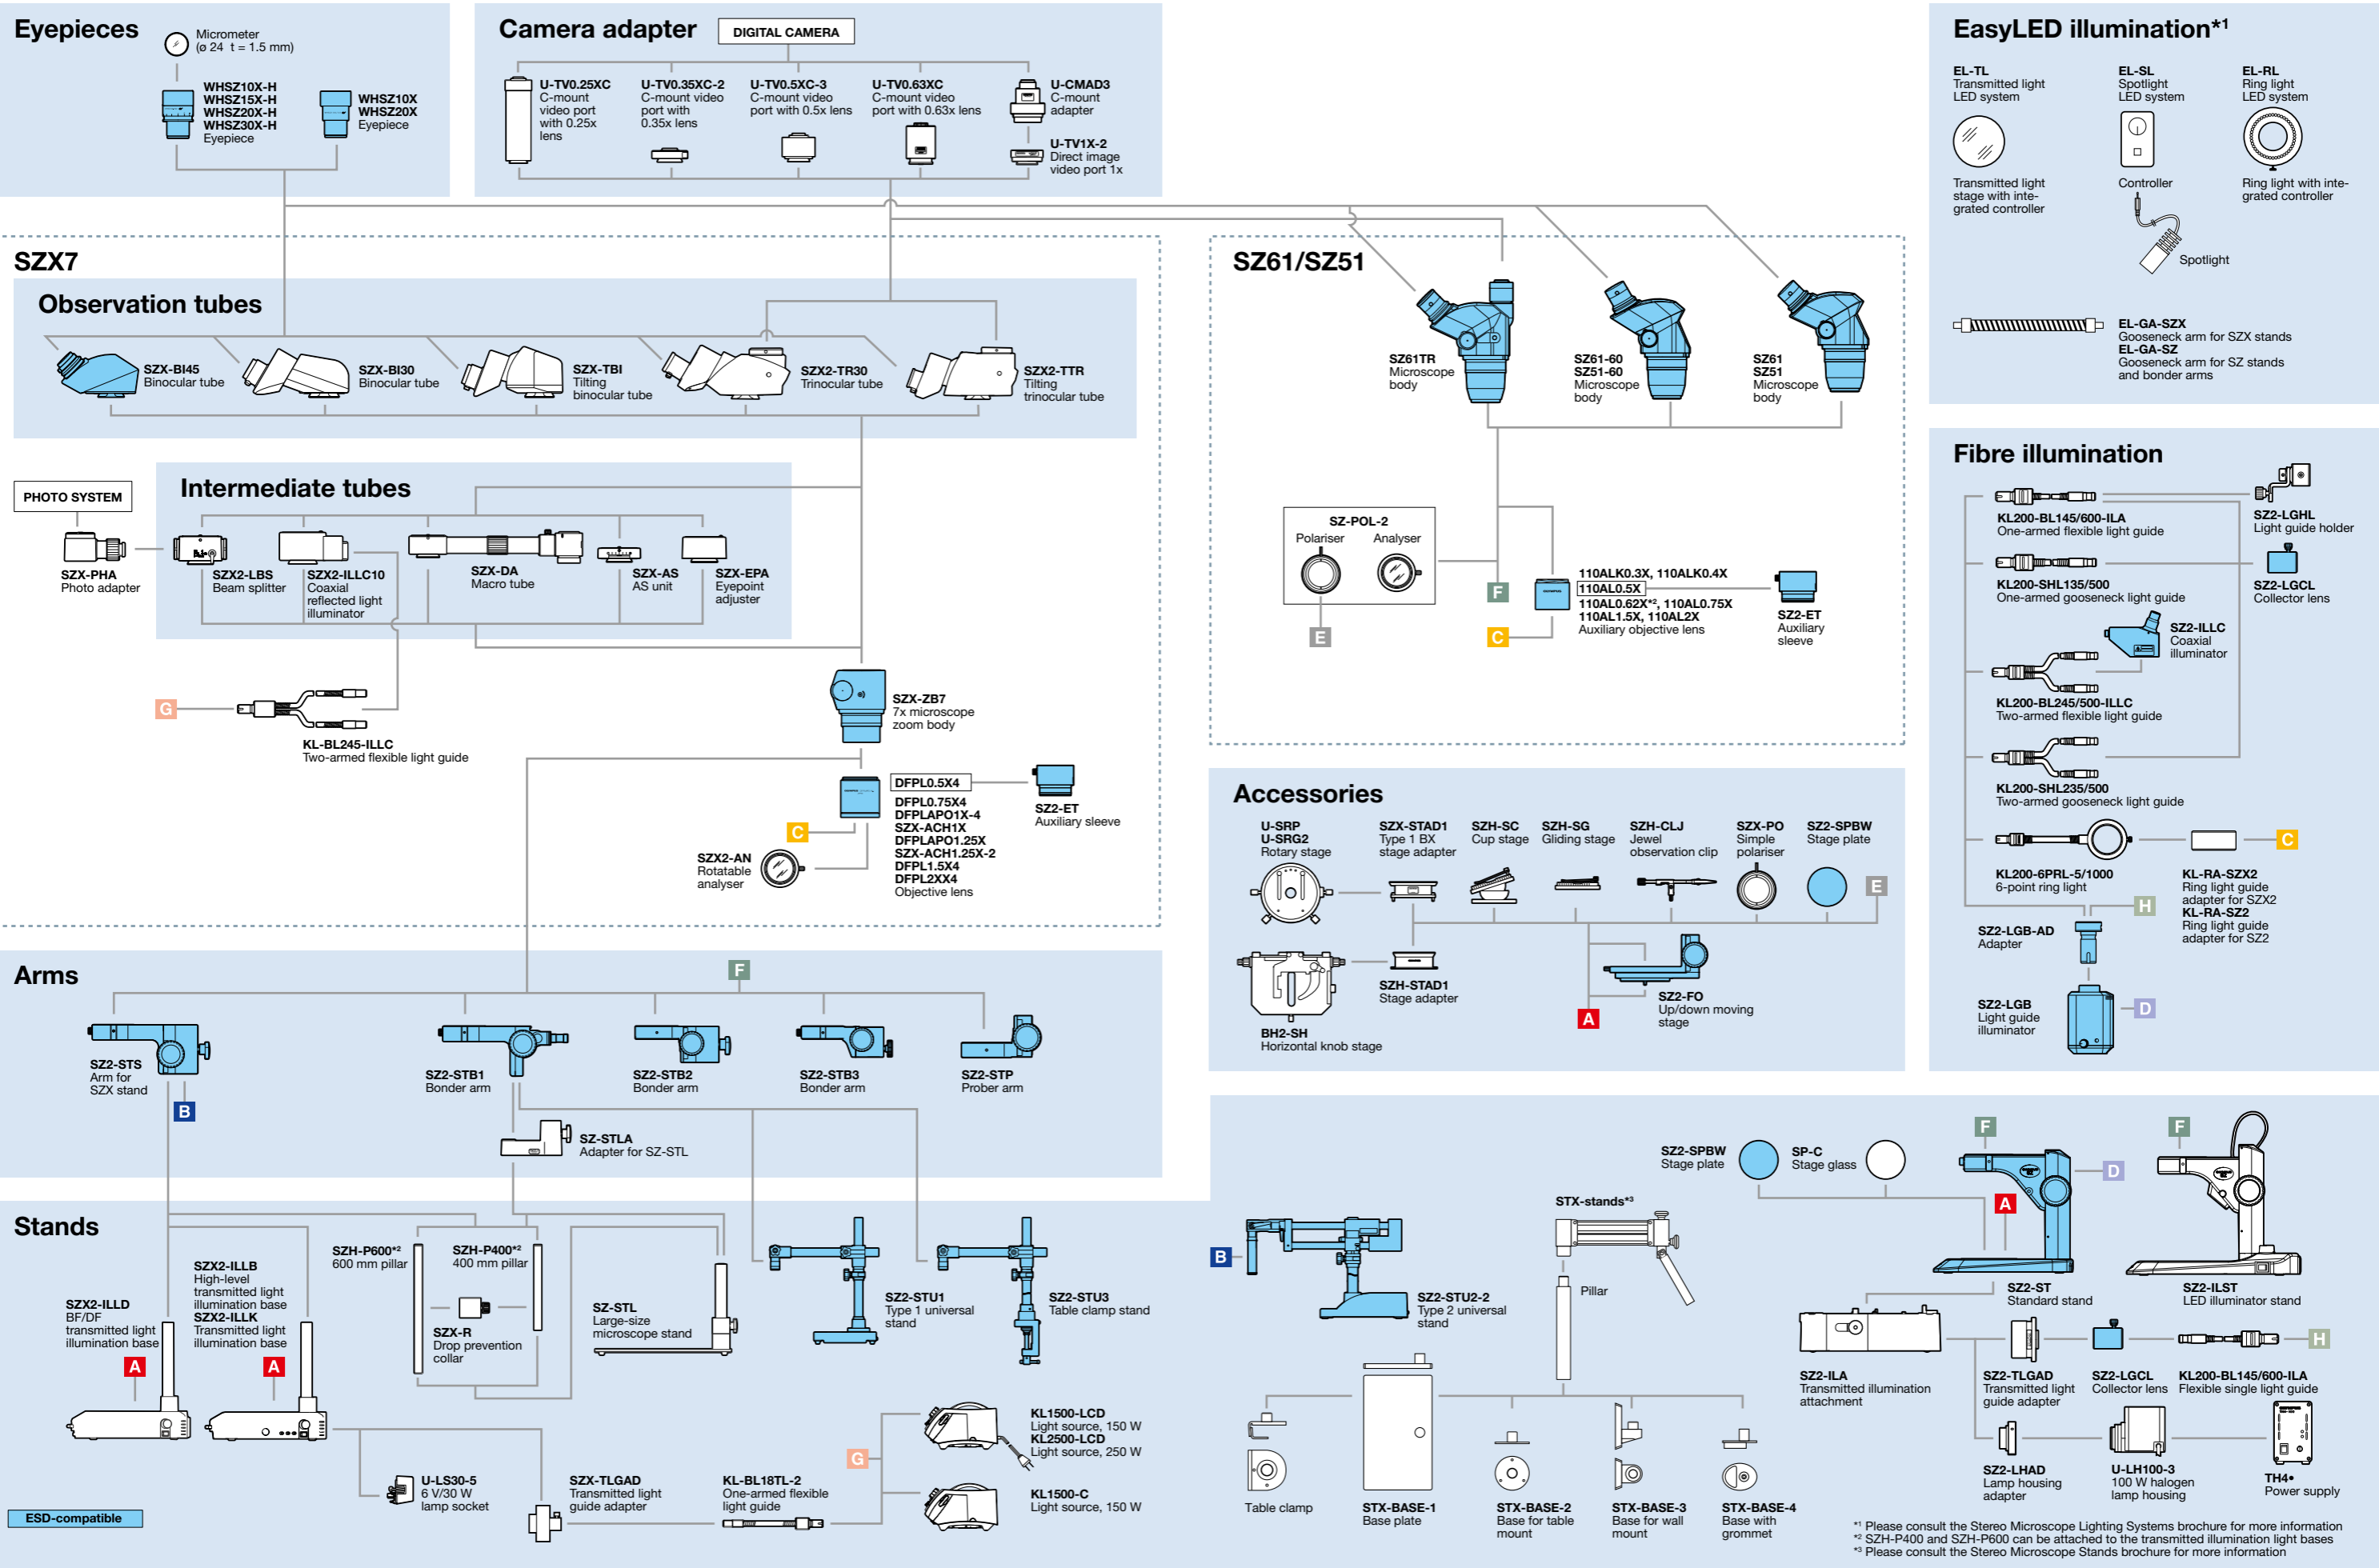 Eyepieces
Micrometer
(ø 24  t = 1.5 mm)
WHSZ10X-H
WHSZ15X-H
WHSZ20X-H
WHSZ30X-H
Eyepiece
WHSZ10X
WHSZ20X
Eyepiece
Camera adapter
DIGITAL CAMERA
U-TV0.25XC
C-mount
video port
with 0.25x
lens
U-TV0.35XC-2
C-mount video
port with
0.35x lens
U-TV0.5XC-3
C-mount video
port with 0.5x lens
U-TV0.63XC
C-mount video
port with 0.63x lens
U-CMAD3
C-mount
adapter
U-TV1X-2
Direct image
video port 1x
EasyLED illumination*1
EL-TL
Transmitted light
LED system
EL-SL
Spotlight
LED system
EL-RL
Ring light
LED system
Transmitted light
stage with inte-
grated controller
Controller
Ring light with inte-
grated controller
Spotlight
EL-GA-SZX
Gooseneck arm for SZX stands
EL-GA-SZ
Gooseneck arm for SZ stands
and bonder arms
SZX7
Observation tubes
SZX-BI45
Binocular tube
SZX-BI30
Binocular tube
SZX-TBI
Tilting
binocular tube
SZX2-TR30
Trinocular tube
SZX2-TTR
Tilting
trinocular tube
SZ61/SZ51
SZ61TR
Microscope
body
SZ61-60
SZ51-60
Microscope
body
SZ61
SZ51
Microscope
body
PHOTO SYSTEM
Intermediate tubes
SZX-PHA
Photo adapter
SZX2-LBS
Beam splitter
SZX2-ILLC10
Coaxial
reflected light
illuminator
SZX-DA
Macro tube
SZX-AS
AS unit
SZX-EPA
Eyepoint
adjuster
G
KL-BL245-ILLC
Two-armed flexible light guide
SZX-ZB7
7x microscope
zoom body
DFPL0.5X4
DFPL0.75X4
DFPLAPO1X-4
SZX-ACH1X
DFPLAPO1.25X
SZX-ACH1.25X-2
DFPL1.5X4
DFPL2XX4
Objective lens
SZ2-ET
Auxiliary sleeve
C
SZX2-AN
Rotatable
analyser
SZ-POL-2
Polariser
Analyser
E
F
C
110ALK0.3X, 110ALK0.4X
110AL0.5X
110AL0.62X*2, 110AL0.75X
110AL1.5X, 110AL2X
Auxiliary objective lens
SZ2-ET
Auxiliary
sleeve
Fibre illumination
KL200-BL145/600-ILA
One-armed flexible light guide
SZ2-LGHL
Light guide holder
KL200-SHL135/500
One-armed gooseneck light guide
SZ2-LGCL
Collector lens
SZ2-ILLC
Coaxial
illuminator
KL200-BL245/500-ILLC
Two-armed flexible light guide
KL200-SHL235/500
Two-armed gooseneck light guide
C
KL200-6PRL-5/1000
6-point ring light
KL-RA-SZX2
Ring light guide
adapter for SZX2
KL-RA-SZ2
Ring light guide
adapter for SZ2
H
SZ2-LGB-AD
Adapter
SZ2-LGB
Light guide
illuminator
D
Accessories
U-SRP
U-SRG2
Rotary stage
SZX-STAD1
Type 1 BX
stage adapter
SZH-SC
Cup stage
SZH-SG
Gliding stage
SZH-CLJ
Jewel
observation clip
SZX-PO
Simple
polariser
SZ2-SPBW
Stage plate
E
SZH-STAD1
Stage adapter
BH2-SH
Horizontal knob stage
SZ2-FO
Up/down moving
stage
A
Arms
F
SZ2-STS
Arm for
SZX stand
B
SZ2-STB1
Bonder arm
SZ2-STB2
Bonder arm
SZ2-STB3
Bonder arm
SZ2-STP
Prober arm
SZ-STLA
Adapter for SZ-STL
Stands
SZX2-ILLD
BF/DF
transmitted light
illumination base
A
SZX2-ILLB
High-level
transmitted light
illumination base
SZX2-ILLK
Transmitted light
illumination base
A
SZH-P600*2
600 mm pillar
SZH-P400*2
400 mm pillar
SZX-R
Drop prevention
collar
SZ-STL
Large-size
microscope stand
SZ2-STU1
Type 1 universal
stand
SZ2-STU3
Table clamp stand
U-LS30-5
6 V/30 W
lamp socket
SZX-TLGAD
Transmitted light
guide adapter
KL-BL18TL-2
One-armed flexible
light guide
G
KL1500-LCD
Light source, 150 W
KL2500-LCD
Light source, 250 W
KL1500-C
Light source, 150 W
ESD-compatible
B
SZ2-STU2-2
Type 2 universal
stand
STX-stands*3
Pillar
Table clamp
STX-BASE-1
Base plate
STX-BASE-2
Base for table
mount
STX-BASE-3
Base for wall
mount
STX-BASE-4
Base with
grommet
SZ2-SPBW
Stage plate
SP-C
Stage glass
F
D
A
F
SZ2-ST
Standard stand
SZ2-ILST
LED illuminator stand
H
SZ2-ILA
Transmitted illumination
attachment
SZ2-TLGAD
Transmitted light
guide adapter
SZ2-LGCL
Collector lens
KL200-BL145/600-ILA
Flexible single light guide
SZ2-LHAD
Lamp housing
adapter
U-LH100-3
100 W halogen
lamp housing
TH4•
Power supply
*1 Please consult the Stereo Microscope Lighting Systems brochure for more information
*2 SZH-P400 and SZH-P600 can be attached to the transmitted illumination light bases
*3 Please consult the Stereo Microscope Stands brochure for more information